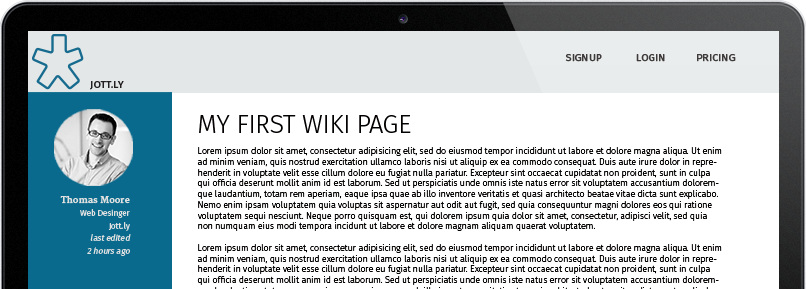 SIGNUP LOGIN PRICING
JOTT.LY
MY FIRST WIKI PAGE
Thomas Moore
Web Desinger
Jott.ly
last edited
2 hours ago
Lorem ipsum dolor sit amet, consectetur adipisicing elit, sed do eiusmod tempor incididunt ut labore et dolore magna aliqua. Ut enim
ad minim veniam, quis nostrud exercitation ullamco laboris nisi ut aliquip ex ea commodo consequat. Duis aute irure dolor in repre-
henderit in voluptate velit esse cillum dolore eu fugiat nulla pariatur. Excepteur sint occaecat cupidatat non proident, sunt in culpa
qui officia deserunt mollit anim id est laborum. Sed ut perspiciatis unde omnis iste natus error sit voluptatem accusantium dolorem-
que laudantium, totam rem aperiam, eaque ipsa quae ab illo inventore veritatis et quasi architecto beatae vitae dicta sunt explicabo.
Nemo enim ipsam voluptatem quia voluptas sit aspernatur aut odit aut fugit, sed quia consequuntur magni dolores eos qui ratione
voluptatem sequi nesciunt. Neque porro quisquam est, qui dolorem ipsum quia dolor sit amet, consectetur, adipisci velit, sed quia
non numquam eius modi tempora incidunt ut labore et dolore magnam aliquam quaerat voluptatem.
Lorem ipsum dolor sit amet, consectetur adipisicing elit, sed do eiusmod tempor incididunt ut labore et dolore magna aliqua. Ut enim
ad minim veniam, quis nostrud exercitation ullamco laboris nisi ut aliquip ex ea commodo consequat. Duis aute irure dolor in repre-
henderit in voluptate velit esse cillum dolore eu fugiat nulla pariatur. Excepteur sint occaecat cupidatat non proident, sunt in culpa
qui officia deserunt mollit anim id est laborum. Sed ut perspiciatis unde omnis iste natus error sit voluptatem accusantium dolorem-